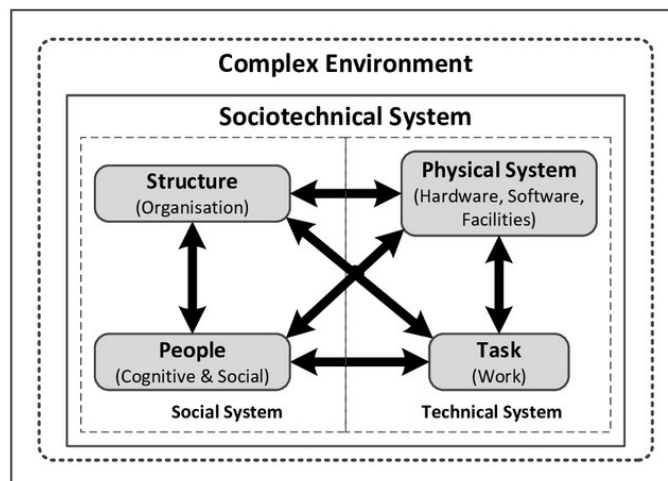 Complex Environment
Sociotechnical System
Structure
(Organisation)
Physical System
(Hardware, Software,
Facilities)
People
(Cognitive & Social)
Task
(Work)
Social System
Technical System